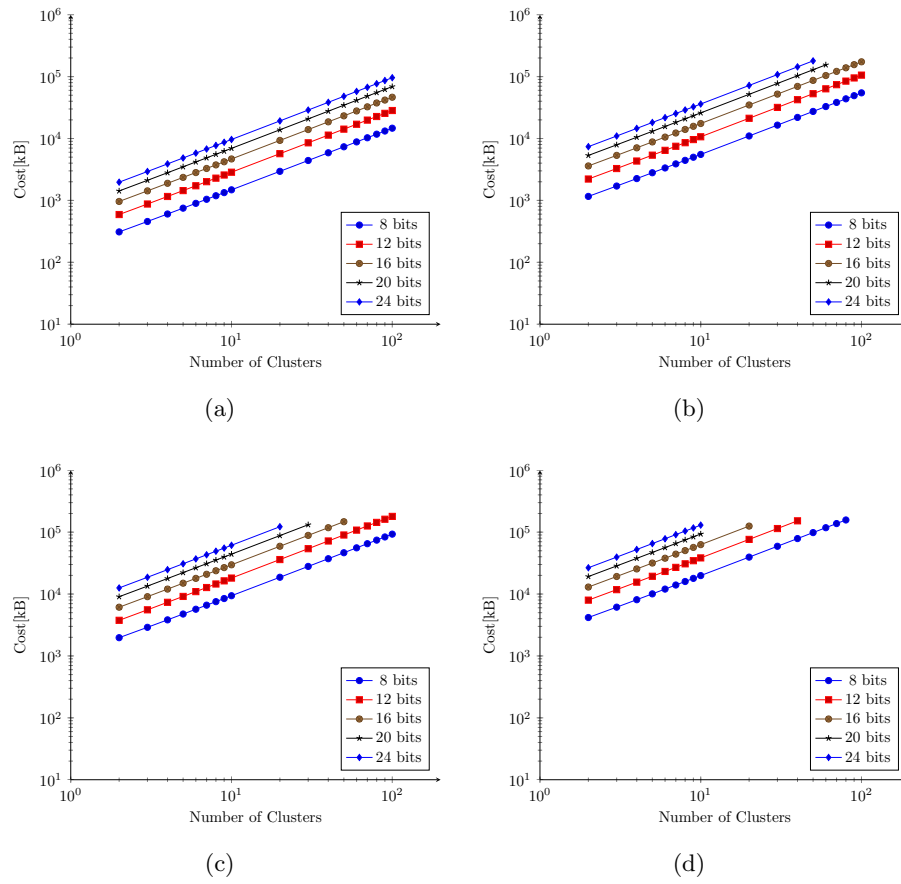 10^6
10^5
10^4
10^3
10^2
10^1
Cost[kB]
8 bits
12 bits
16 bits
20 bits
24 bits
10^0
10^1
10^2
Number of Clusters
(a)
10^6
10^5
10^4
10^3
10^2
10^1
Cost[kB]
8 bits
12 bits
16 bits
20 bits
24 bits
10^0
10^1
10^2
Number of Clusters
(b)
10^6
10^5
10^4
10^3
10^2
10^1
Cost[kB]
8 bits
12 bits
16 bits
20 bits
24 bits
10^0
10^1
10^2
Number of Clusters
(c)
10^6
10^5
10^4
10^3
10^2
10^1
Cost[kB]
8 bits
12 bits
16 bits
20 bits
24 bits
10^0
10^1
10^2
Number of Clusters
(d)